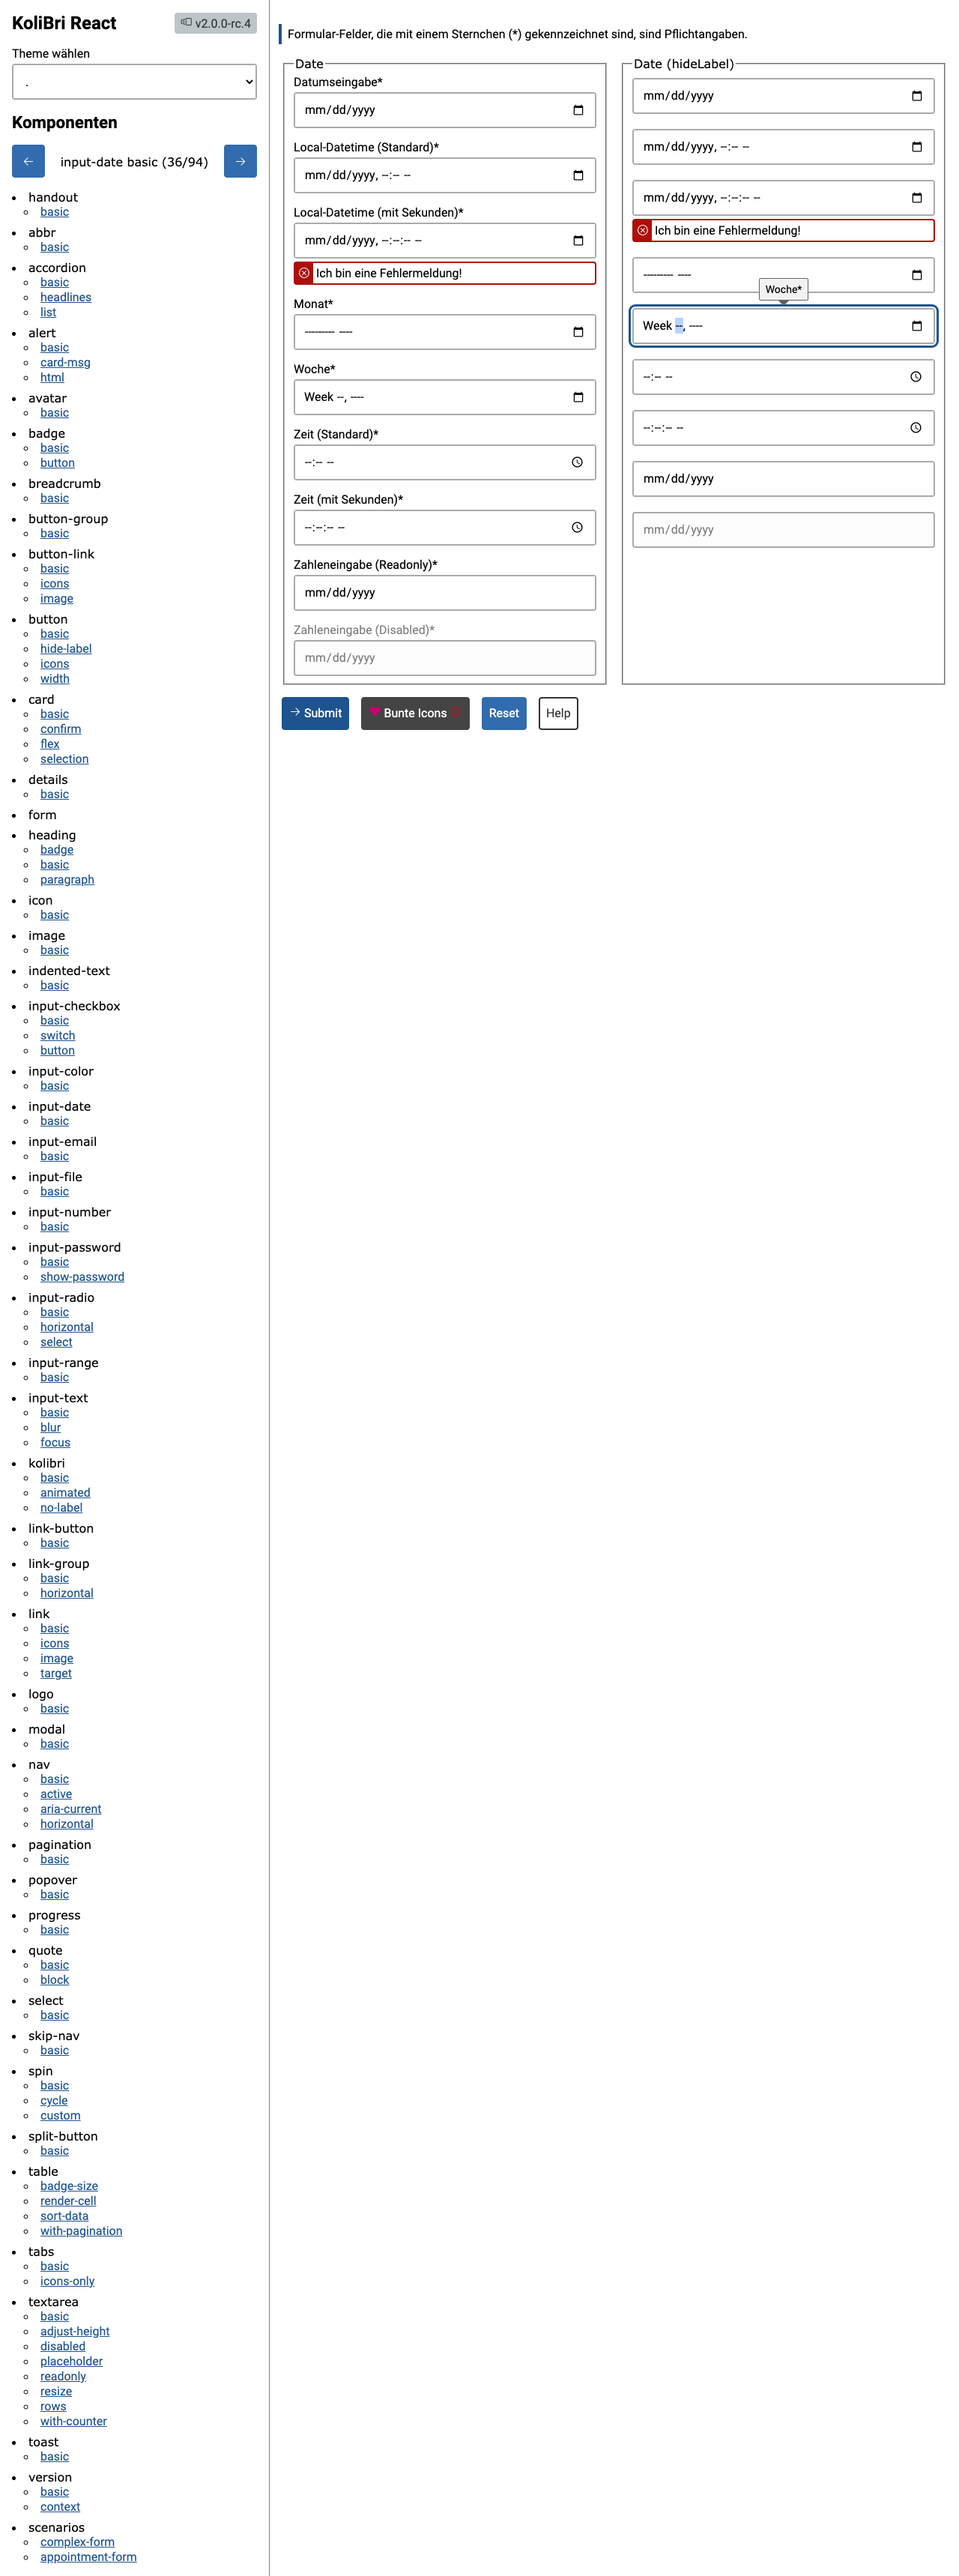 KoliBri React
v2.0.0-rc.4
Theme wählen
.
Komponenten
← input-date basic (36/94) →
handout
basic
abbr
basic
accordion
basic
headlines
list
alert
basic
card-msg
html
avatar
basic
badge
basic
button
breadcrumb
basic
button-group
basic
button-link
basic
icons
image
button
basic
hide-label
icons
width
card
basic
confirm
flex
selection
details
basic
form
heading
badge
basic
paragraph
icon
basic
image
basic
indented-text
basic
input-checkbox
basic
switch
button
input-color
basic
input-date
basic
input-email
basic
input-file
basic
input-number
basic
input-password
basic
show-password
input-radio
basic
horizontal
select
input-range
basic
input-text
basic
blur
focus
kolibri
basic
animated
no-label
link-button
basic
link-group
basic
horizontal
link
basic
icons
image
target
logo
basic
modal
basic
nav
basic
active
aria-current
horizontal
pagination
basic
popover
basic
progress
basic
quote
basic
block
select
basic
skip-nav
basic
spin
basic
cycle
custom
split-button
basic
table
badge-size
render-cell
sort-data
with-pagination
tabs
basic
icons-only
textarea
basic
adjust-height
disabled
placeholder
readonly
resize
rows
with-counter
toast
basic
version
basic
context
scenarios
complex-form
appointment-form
Formular-Felder, die mit einem Sternchen (*) gekennzeichnet sind, sind Pflichtangaben.
Date
Datumseingabe*
mm/dd/yyyy
Local-Datetime (Standard)*
mm/dd/yyyy, --:-- --
Local-Datetime (mit Sekunden)*
mm/dd/yyyy, --:--:-- --
Ich bin eine Fehlermeldung!
Monat*
--------- ----
Woche*
Week --, ----
Zeit (Standard)*
--:-- --
Zeit (mit Sekunden)*
--:--:-- --
Zahleneingabe (Readonly)*
mm/dd/yyyy
Zahleneingabe (Disabled)*
mm/dd/yyyy
Date (hideLabel)
mm/dd/yyyy
mm/dd/yyyy, --:-- --
mm/dd/yyyy, --:--:-- --
Ich bin eine Fehlermeldung!
--------- ----
Woche*
Week --, ----
--:-- --
--:--:-- --
mm/dd/yyyy
mm/dd/yyyy
→ Submit
Bunte Icons
Reset
Help